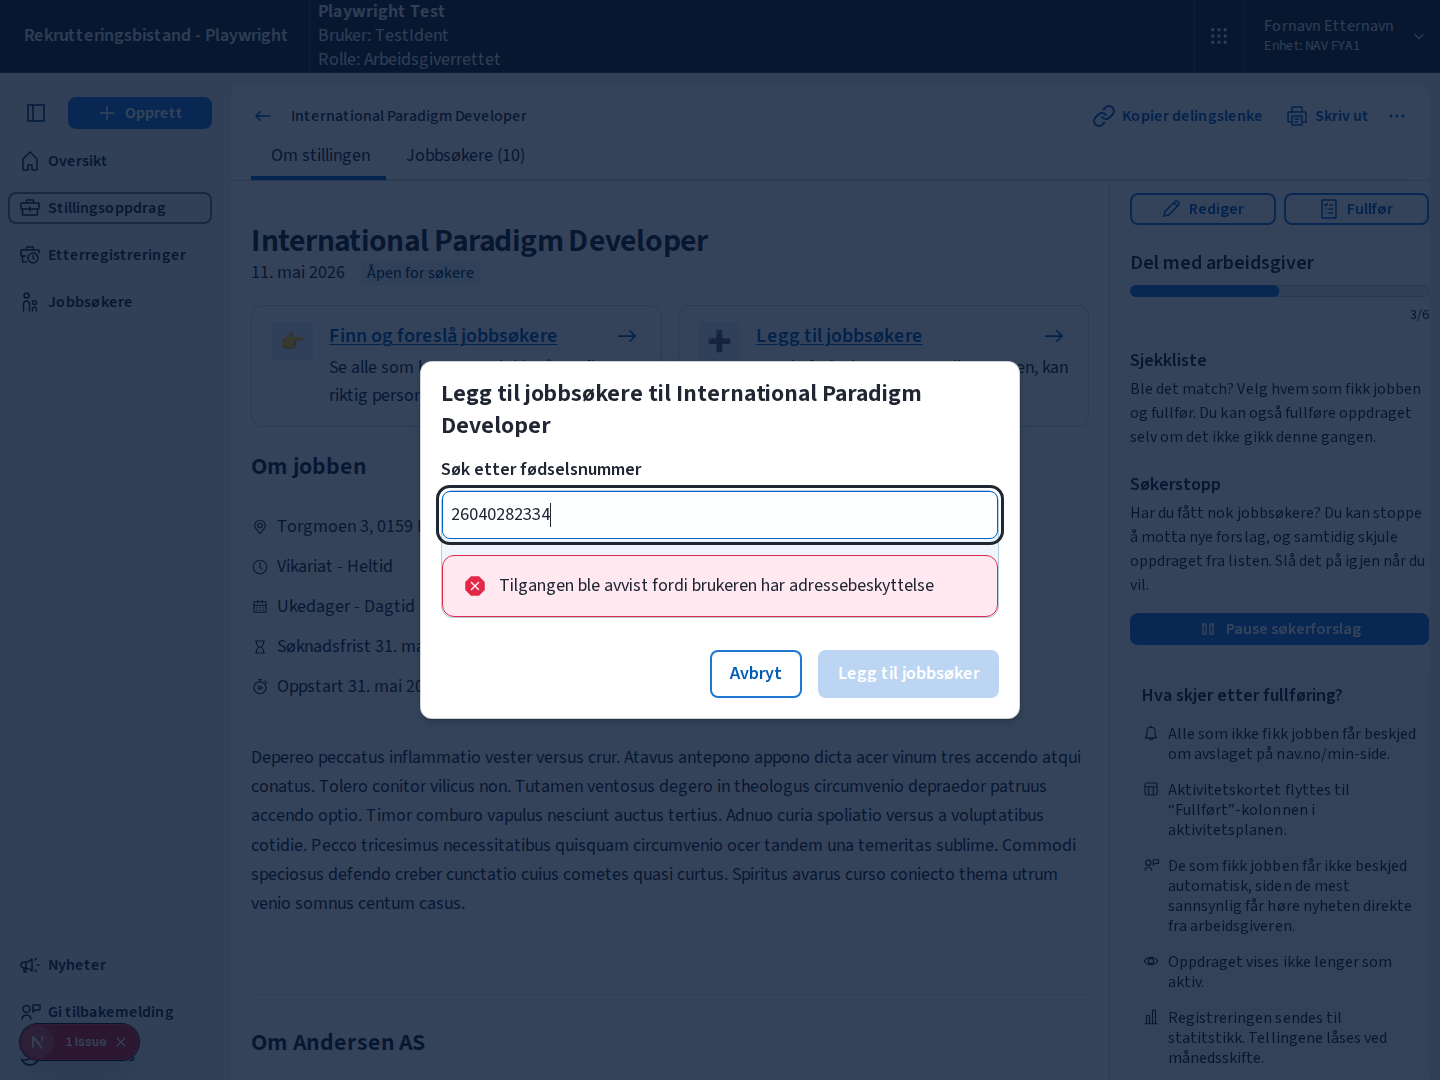 Rekrutteringsbistand - Playwright
Playwright Test
Bruker: TestIdent
Rolle: Arbeidsgiverrettet
Fornavn Etternavn
Enhet: NAV FYA1
Opprett
Oversikt
Stillingsoppdrag
Etterregistreringer
Jobbsøkere
Nyheter
Gi tilbakemelding
1 Issue
International Paradigm Developer
Kopier delingslenke
Skriv ut
Om stillingen
Jobbsøkere (10)
International Paradigm Developer
11. mai 2026
Åpen for søkere
Finn og foreslå jobbsøkere
Se alle som
riktig person
Legg til jobbsøkere
en, kan
Om jobben
Torgmoen 3, 0159
Vikariat - Heltid
Ukedager - Dagtid
Søknadsfrist 31.
Oppstart 31. mai
Depereo peccatus inflammatio vester versus crur. Atavus antepono appono dicta acer vinum tres accendo atqui
conatus. Tolero conitor vilicus non. Tutamen ventosus degero in theologus circumvenio depraedor patruus
accendo optio. Timor comburo vapulus nesciunt auctus tertius. Adnuo curia spoliatio versus a voluptatibus
cotidie. Pecco tricesimus necessitatibus quisquam circumvenio ocer tandem una temeritas sublime. Commodi
speciosus defendo creber cunctatio cuius cometes quasi curtus. Spiritus avarus curso coniecto thema utrum
venio somnus centum casus.
Om Andersen AS
Legg til jobbsøkere til International Paradigm
Developer
Søk etter fødselsnummer
26040282334
Tilgangen ble avvist fordi brukeren har adressebeskyttelse
Avbryt
Legg til jobbsøker
Rediger
Fullfør
Del med arbeidsgiver
3/6
Sjekkliste
Ble det match? Velg hvem som fikk jobben
og fullfør. Du kan også fullføre oppdraget
selv om det ikke gikk denne gangen.
Søkerstopp
Har du fått nok jobbsøkere? Du kan stoppe
å motta nye forslag, og samtidig skjule
oppdraget fra listen. Slå det på igjen når du
vil.
Pause søkerforslag
Hva skjer etter fullføring?
Alle som ikke fikk jobben får beskjed
om avslaget på nav.no/min-side.
Aktivitetskortet flyttes til
“Fullført”-kolonnen i
aktivitetsplanen.
De som fikk jobben får ikke beskjed
automatisk, siden de mest
sannsynlig får høre nyheten direkte
fra arbeidsgiveren.
Oppdraget vises ikke lenger som
aktiv.
Registreringen sendes til
statitstikk. Tellingene låses ved
månedsskifte.